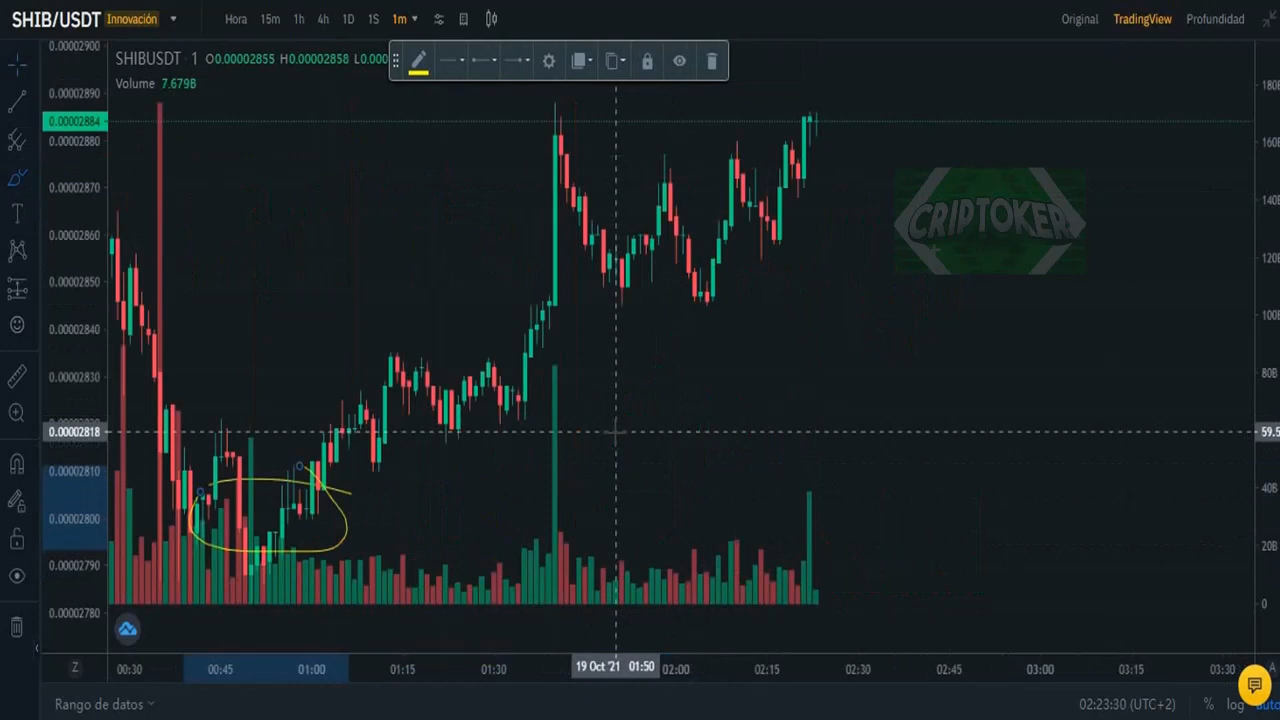 SHIB/USDT Innovación Hora 15m 1h 4h 1D 1S 1m Original TradingView Profundidad
SHIBUSDT · 1 O0.00002855 H0.00002858 L0.000
Volume 7.679B
0.00002900
0.00002890
0.00002884
0.00002880
0.00002870
0.00002860
0.00002850
0.00002840
0.00002830
0.00002818
0.00002810
0.00002800
0.00002790
0.00002780
180B
160B
140B
120B
100B
80B
59.5
40B
20B
0
CRIPTOKER
Z 00:30 00:45 01:00 01:15 01:30 19 Oct '21 01:50 02:00 02:15 02:30 02:45 03:00 03:15 03:30 A
Rango de datos 02:23:30 (UTC+2) % log auto